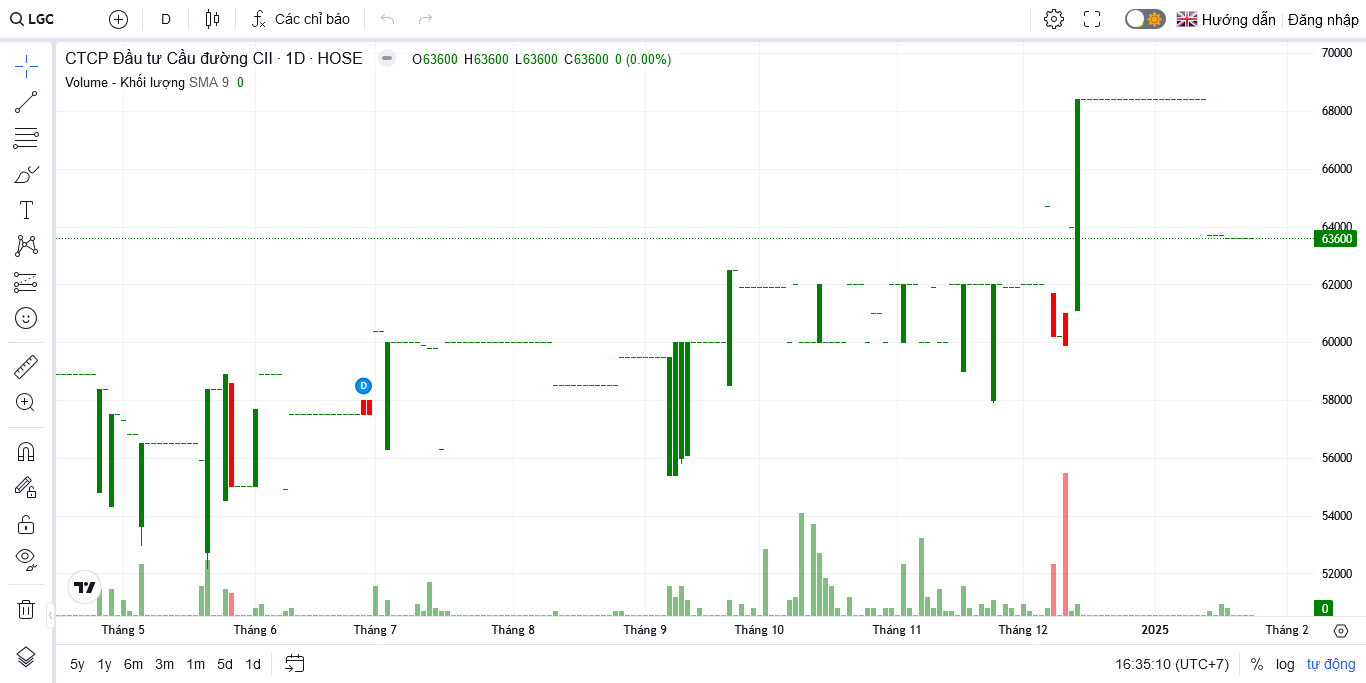 LGC D Các chỉ báo Hướng dẫn Đăng nhập
CTCP Đầu tư Cầu đường CII · 1D · HOSE O63600 H63600 L63600 C63600 0 (0.00%)
Volume - Khối lượng SMA 9 0
70000
68000
66000
64000
63600
62000
60000
58000
56000
54000
52000
0
D
Tháng 5 Tháng 6 Tháng 7 Tháng 8 Tháng 9 Tháng 10 Tháng 11 Tháng 12 2025 Tháng 2
5y 1y 6m 3m 1m 5d 1d 16:35:10 (UTC+7) % log tự động